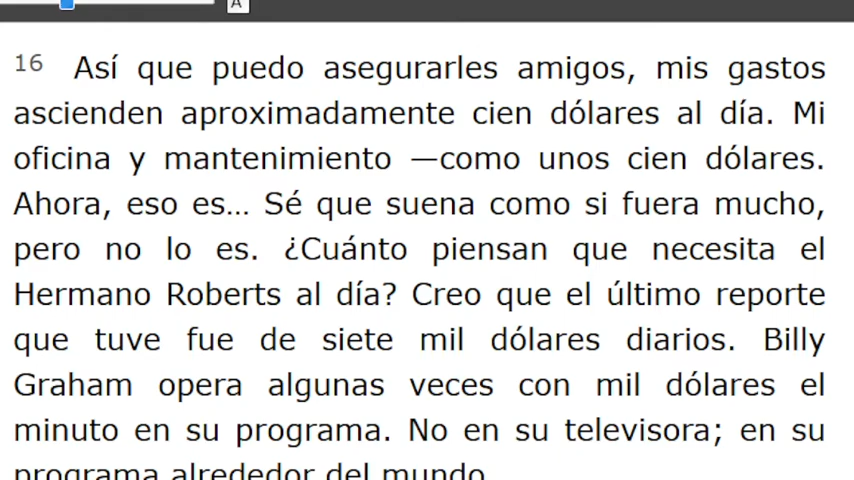 A
16 Así que puedo asegurarles amigos, mis gastos
ascienden aproximadamente cien dólares al día. Mi
oficina y mantenimiento —como unos cien dólares.
Ahora, eso es… Sé que suena como si fuera mucho,
pero no lo es. ¿Cuánto piensan que necesita el
Hermano Roberts al día? Creo que el último reporte
que tuve fue de siete mil dólares diarios. Billy
Graham opera algunas veces con mil dólares el
minuto en su programa. No en su televisora; en su
programa alrededor del mundo.